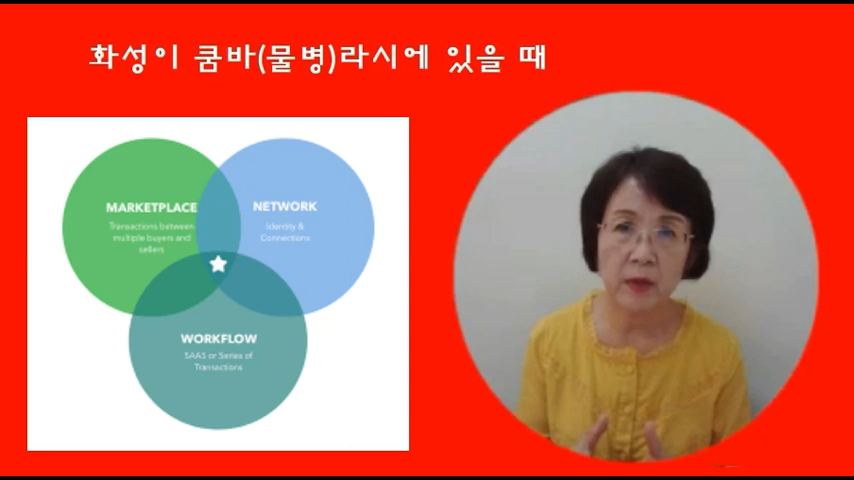 화성이 쿰바(물병)라시에 있을 때
MARKETPLACE
Transactions between
multiple buyers and
sellers
NETWORK
Identity &
Connections
WORKFLOW
SAAS or Series of
Transactions